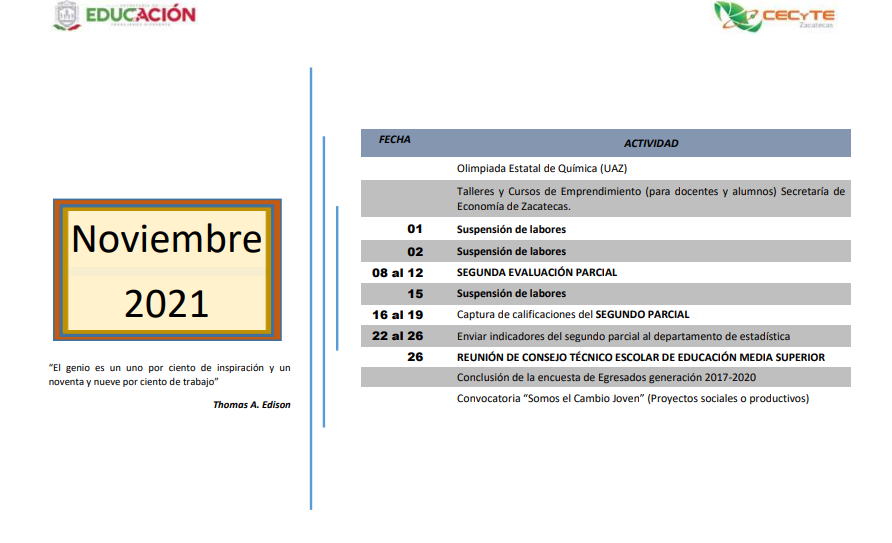 EDUCACIÓN
CECyTE
Zacatecas
Noviembre
2021
"El genio es un uno por ciento de inspiración y un
noventa y nueve por ciento de trabajo"
Thomas A. Edison
FECHA ACTIVIDAD
Olimpiada Estatal de Química (UAZ)
Talleres y Cursos de Emprendimiento (para docentes y alumnos) Secretaría de
Economía de Zacatecas.
01 Suspensión de labores
02 Suspensión de labores
08 al 12 SEGUNDA EVALUACIÓN PARCIAL
15 Suspensión de labores
16 al 19 Captura de calificaciones del SEGUNDO PARCIAL
22 al 26 Enviar indicadores del segundo parcial al departamento de estadística
26 REUNIÓN DE CONSEJO TÉCNICO ESCOLAR DE EDUCACIÓN MEDIA SUPERIOR
Conclusión de la encuesta de Egresados generación 2017-2020
Convocatoria "Somos el Cambio Joven" (Proyectos sociales o productivos)